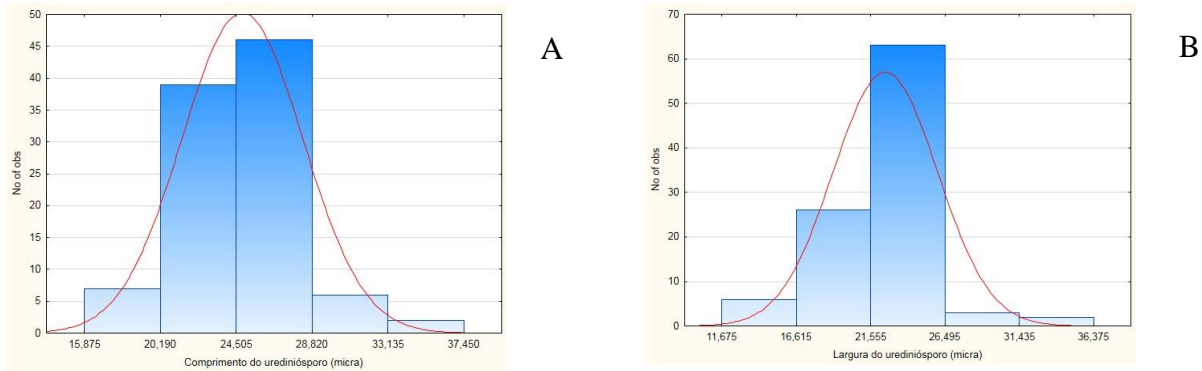 50
45
40
35
30
25
20
15
10
5
0
No of obs
15,875 20,190 24,505 28,820 33,135 37,450
Comprimento do urediniósporo (micra)
A
70
60
50
40
30
20
10
0
No of obs
11,675 16,615 21,555 26,495 31,435 36,375
Largura do urediniósporo (micra)
B